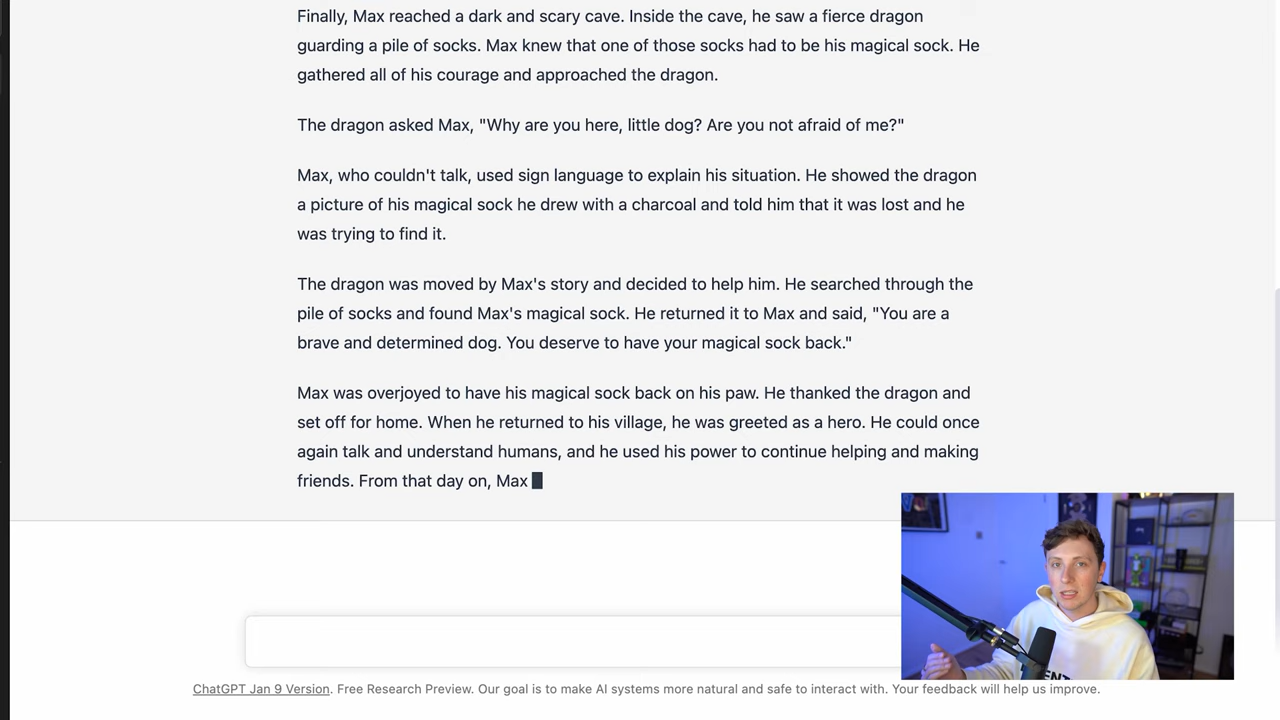 Finally, Max reached a dark and scary cave. Inside the cave, he saw a fierce dragon
guarding a pile of socks. Max knew that one of those socks had to be his magical sock. He
gathered all of his courage and approached the dragon.
The dragon asked Max, "Why are you here, little dog? Are you not afraid of me?"
Max, who couldn't talk, used sign language to explain his situation. He showed the dragon
a picture of his magical sock he drew with a charcoal and told him that it was lost and he
was trying to find it.
The dragon was moved by Max's story and decided to help him. He searched through the
pile of socks and found Max's magical sock. He returned it to Max and said, "You are a
brave and determined dog. You deserve to have your magical sock back."
Max was overjoyed to have his magical sock back on his paw. He thanked the dragon and
set off for home. When he returned to his village, he was greeted as a hero. He could once
again talk and understand humans, and he used his power to continue helping and making
friends. From that day on, Max
ChatGPT Jan 9 Version. Free Research Preview. Our goal is to make AI systems more natural and safe to interact with. Your feedback will help us improve.